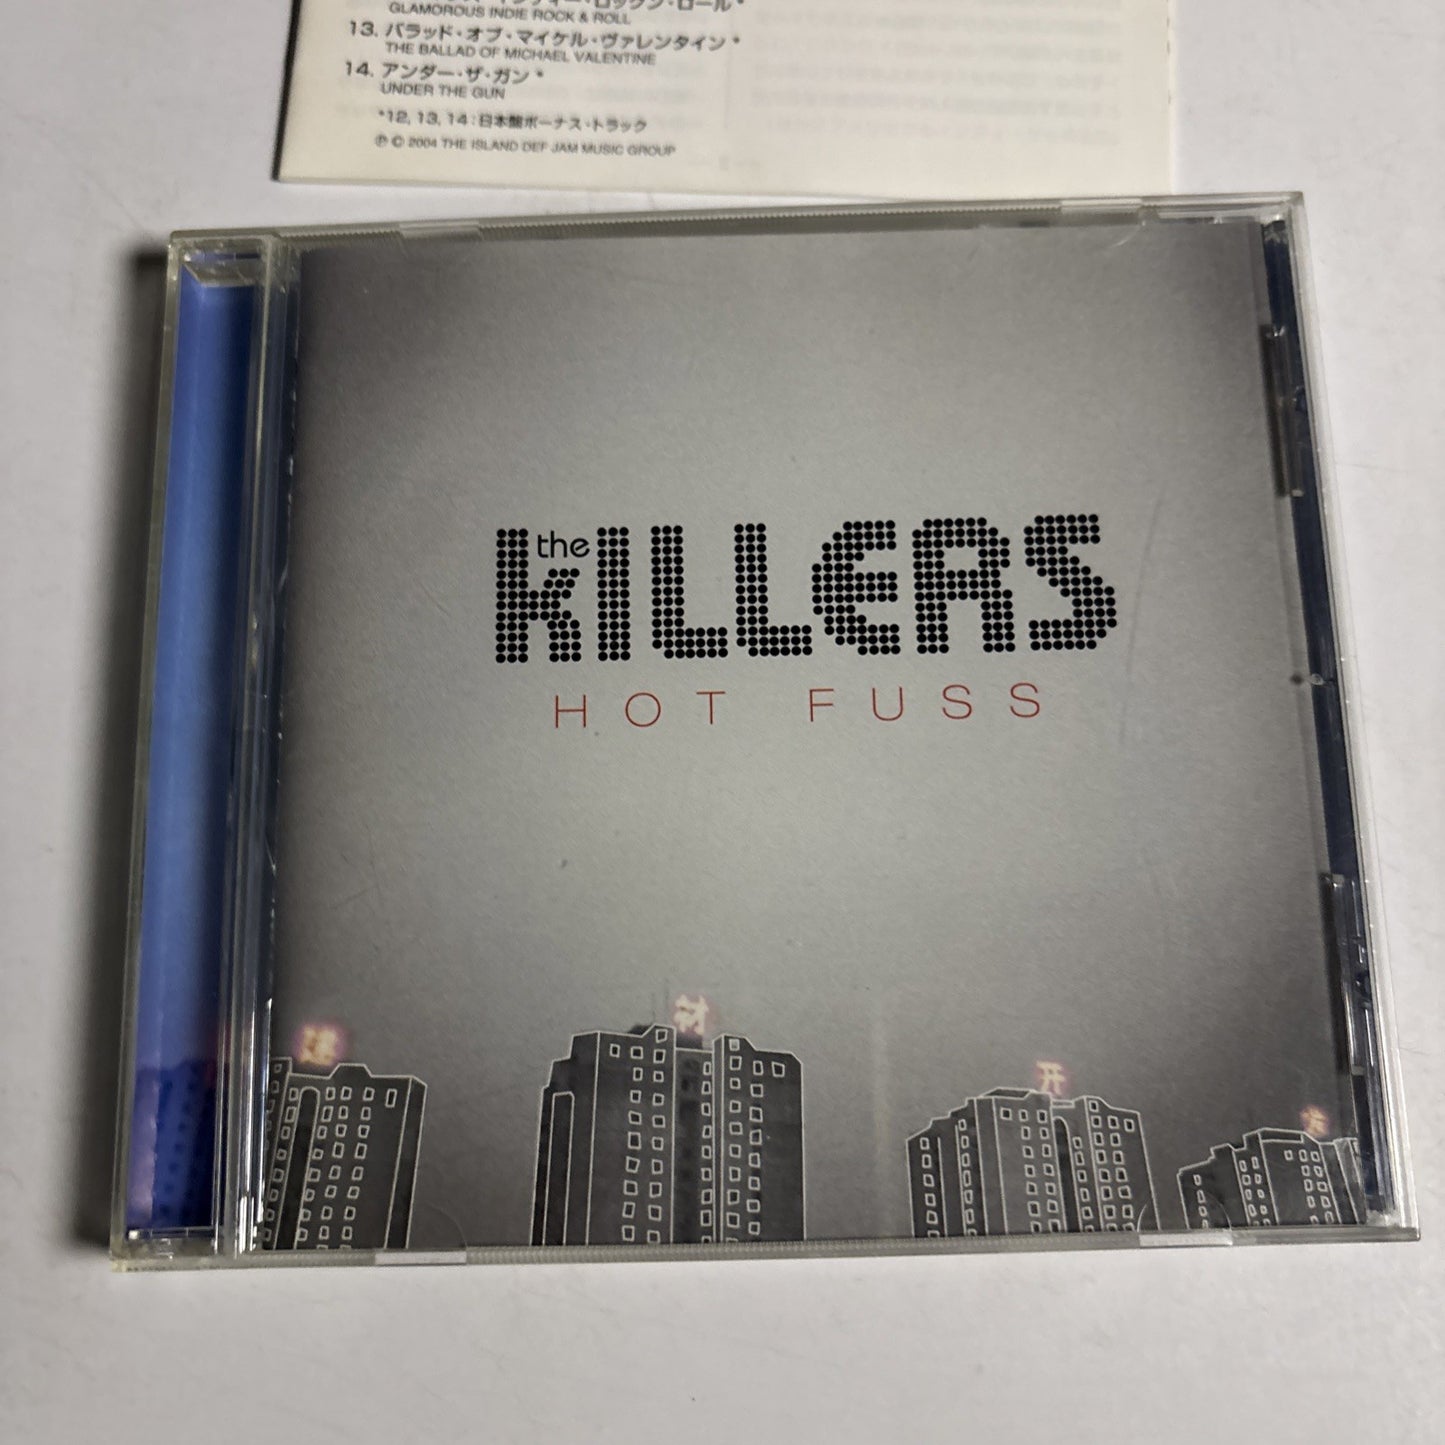 GLAMOROUS INDIE ROCK & ROLL
13. バラッド・オブ・マイケル・ヴァレンタイン *
THE BALLAD OF MICHAEL VALENTINE
14. アンダー・ザ・ガン *
UNDER THE GUN
*12, 13, 14:日本盤ボーナス・トラック
℗ © 2004 THE ISLAND DEF JAM MUSIC GROUP
the
KILLERS
HOT FUSS
建 材 开